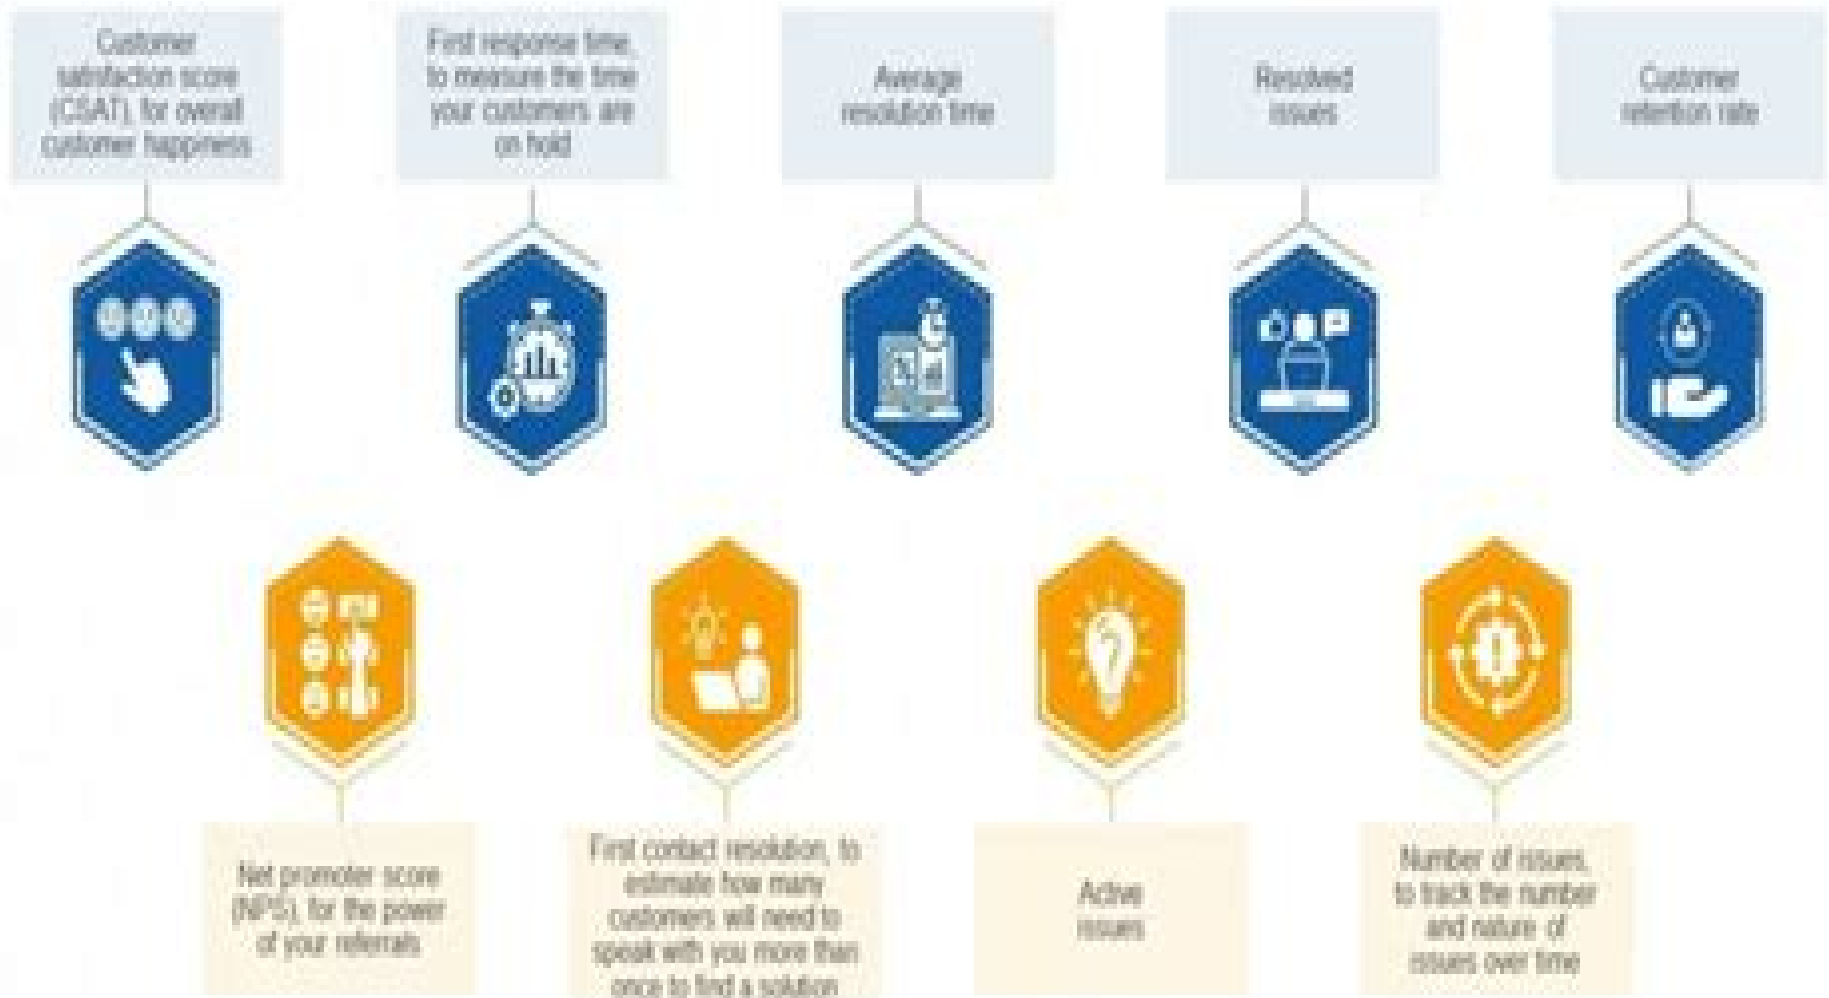 Customer
satisfaction score
(CSAT), for overall
customer happiness
First response time,
to measure the time
your customers are
on hold
Average
resolution time
Resolved
issues
Customer
retention rate
Net promoter score
(NPS), for the power
of your referrals
First contact resolution, to
estimate how many
customers will need to
speak with you more than
once to find a solution
Active
issues
Number of issues,
to track the number
and nature of
issues over time